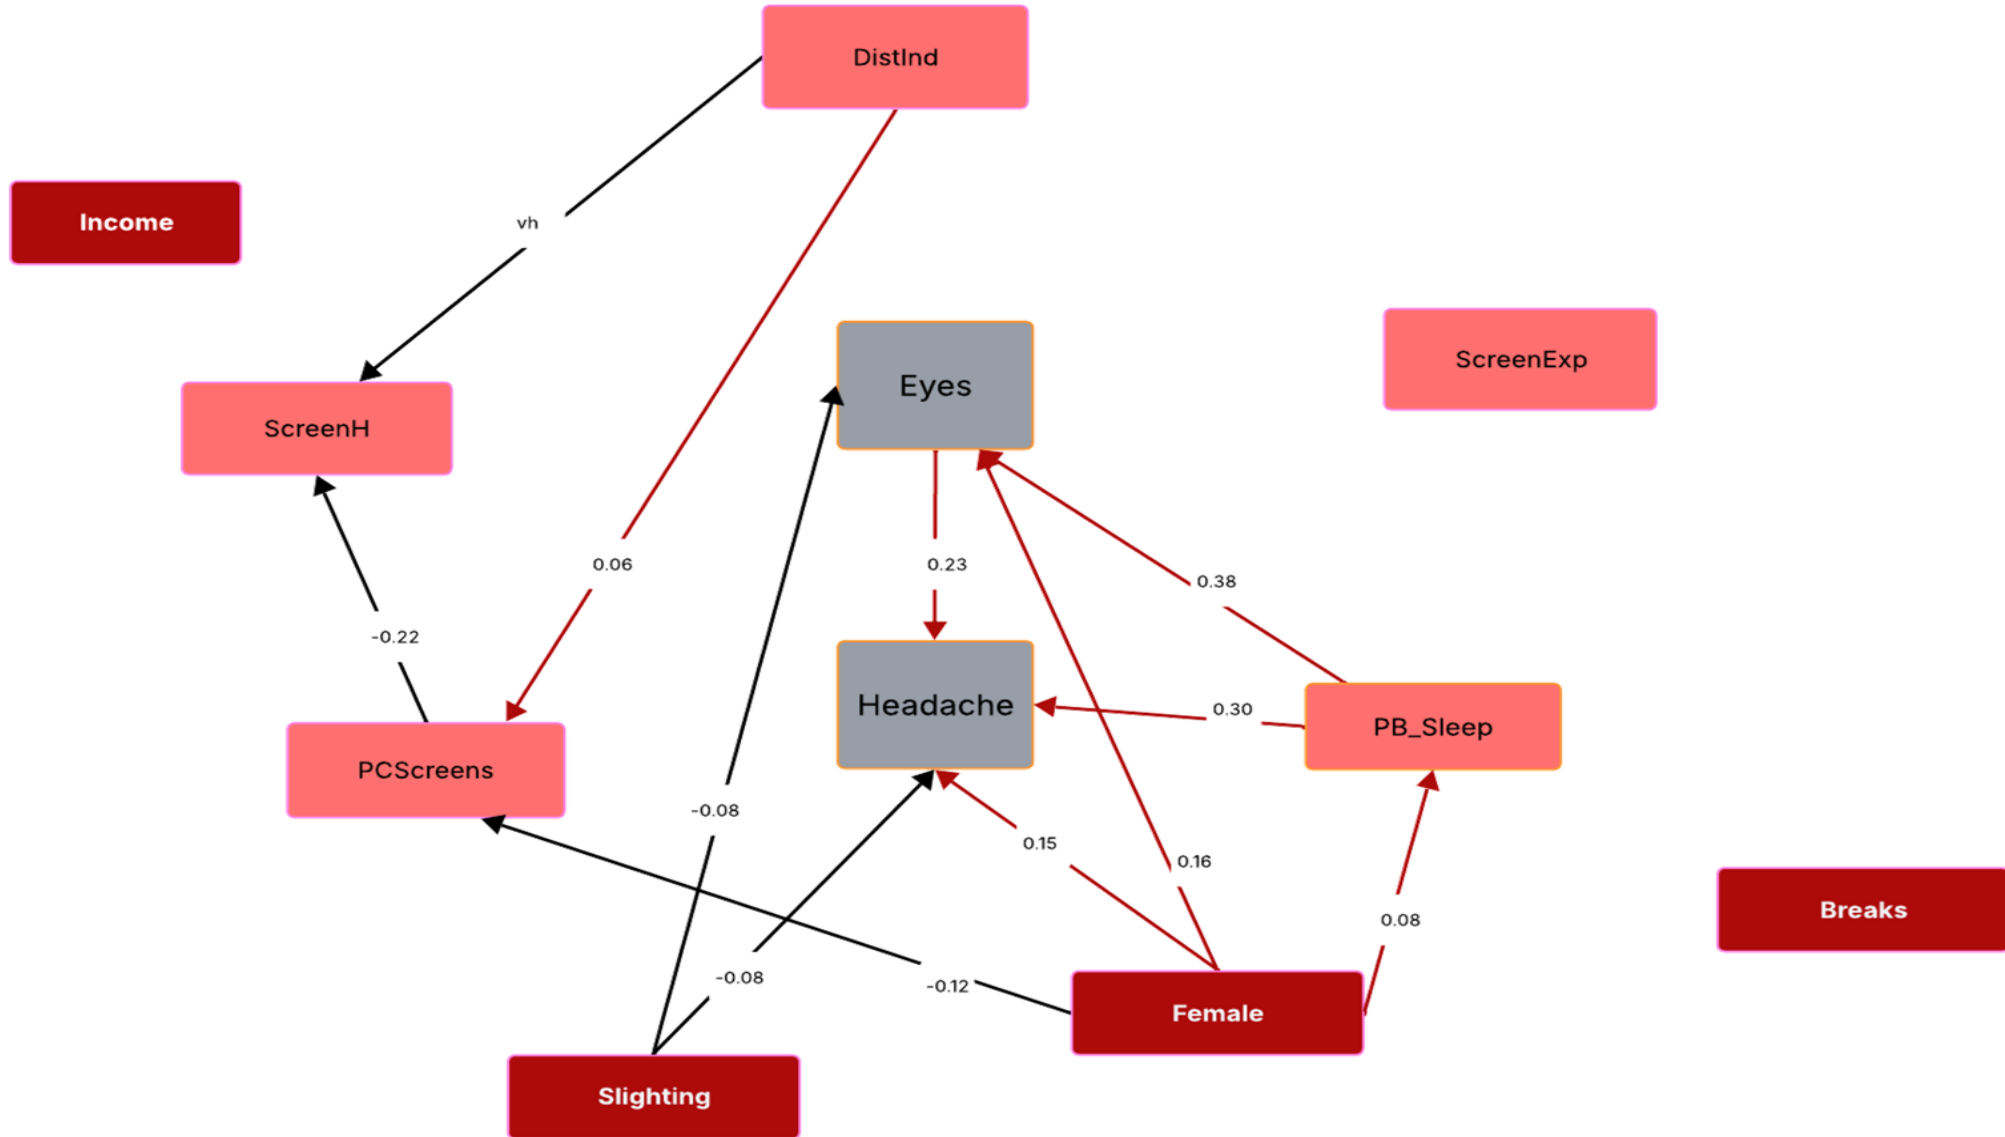 DistInd
Income
vh
ScreenH
Eyes
ScreenExp
0.06
0.23
0.38
-0.22
Headache
0.30
PB_Sleep
PCScreens
-0.08
0.15
0.16
Breaks
0.08
-0.08
-0.12
Female
Slighting